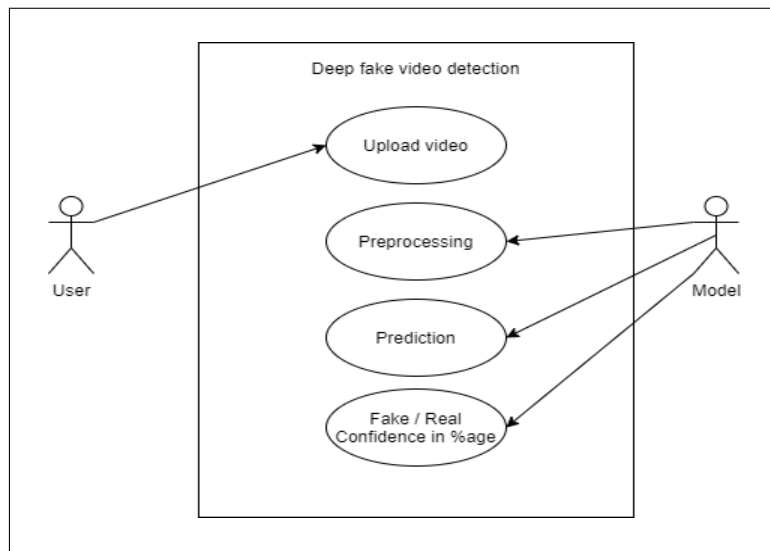 Deep fake video detection
Upload video
Preprocessing
User
Model
Prediction
Fake / Real
Confidence in %age